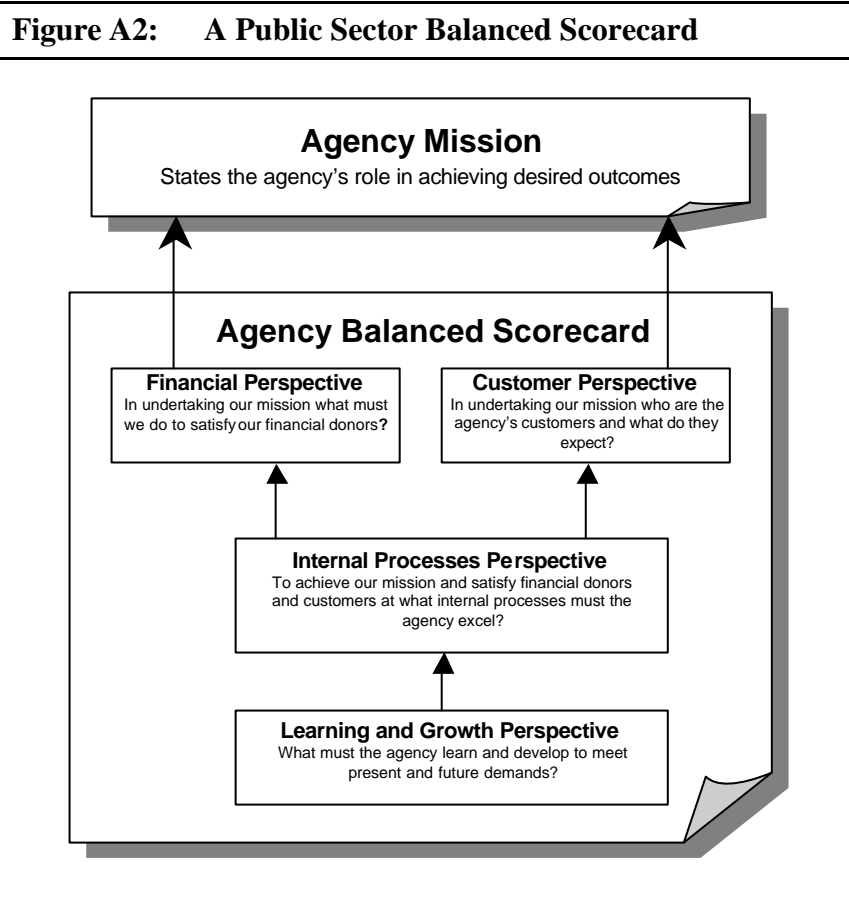 Figure A2: A Public Sector Balanced Scorecard
Agency Mission
States the agency's role in achieving desired outcomes
Agency Balanced Scorecard
Financial Perspective
In undertaking our mission what must
we do to satisfy our financial donors?
Customer Perspective
In undertaking our mission who are the
agency's customers and what do they
expect?
Internal Processes Perspective
To achieve our mission and satisfy financial donors
and customers at what internal processes must the
agency excel?
Learning and Growth Perspective
What must the agency learn and develop to meet
present and future demands?